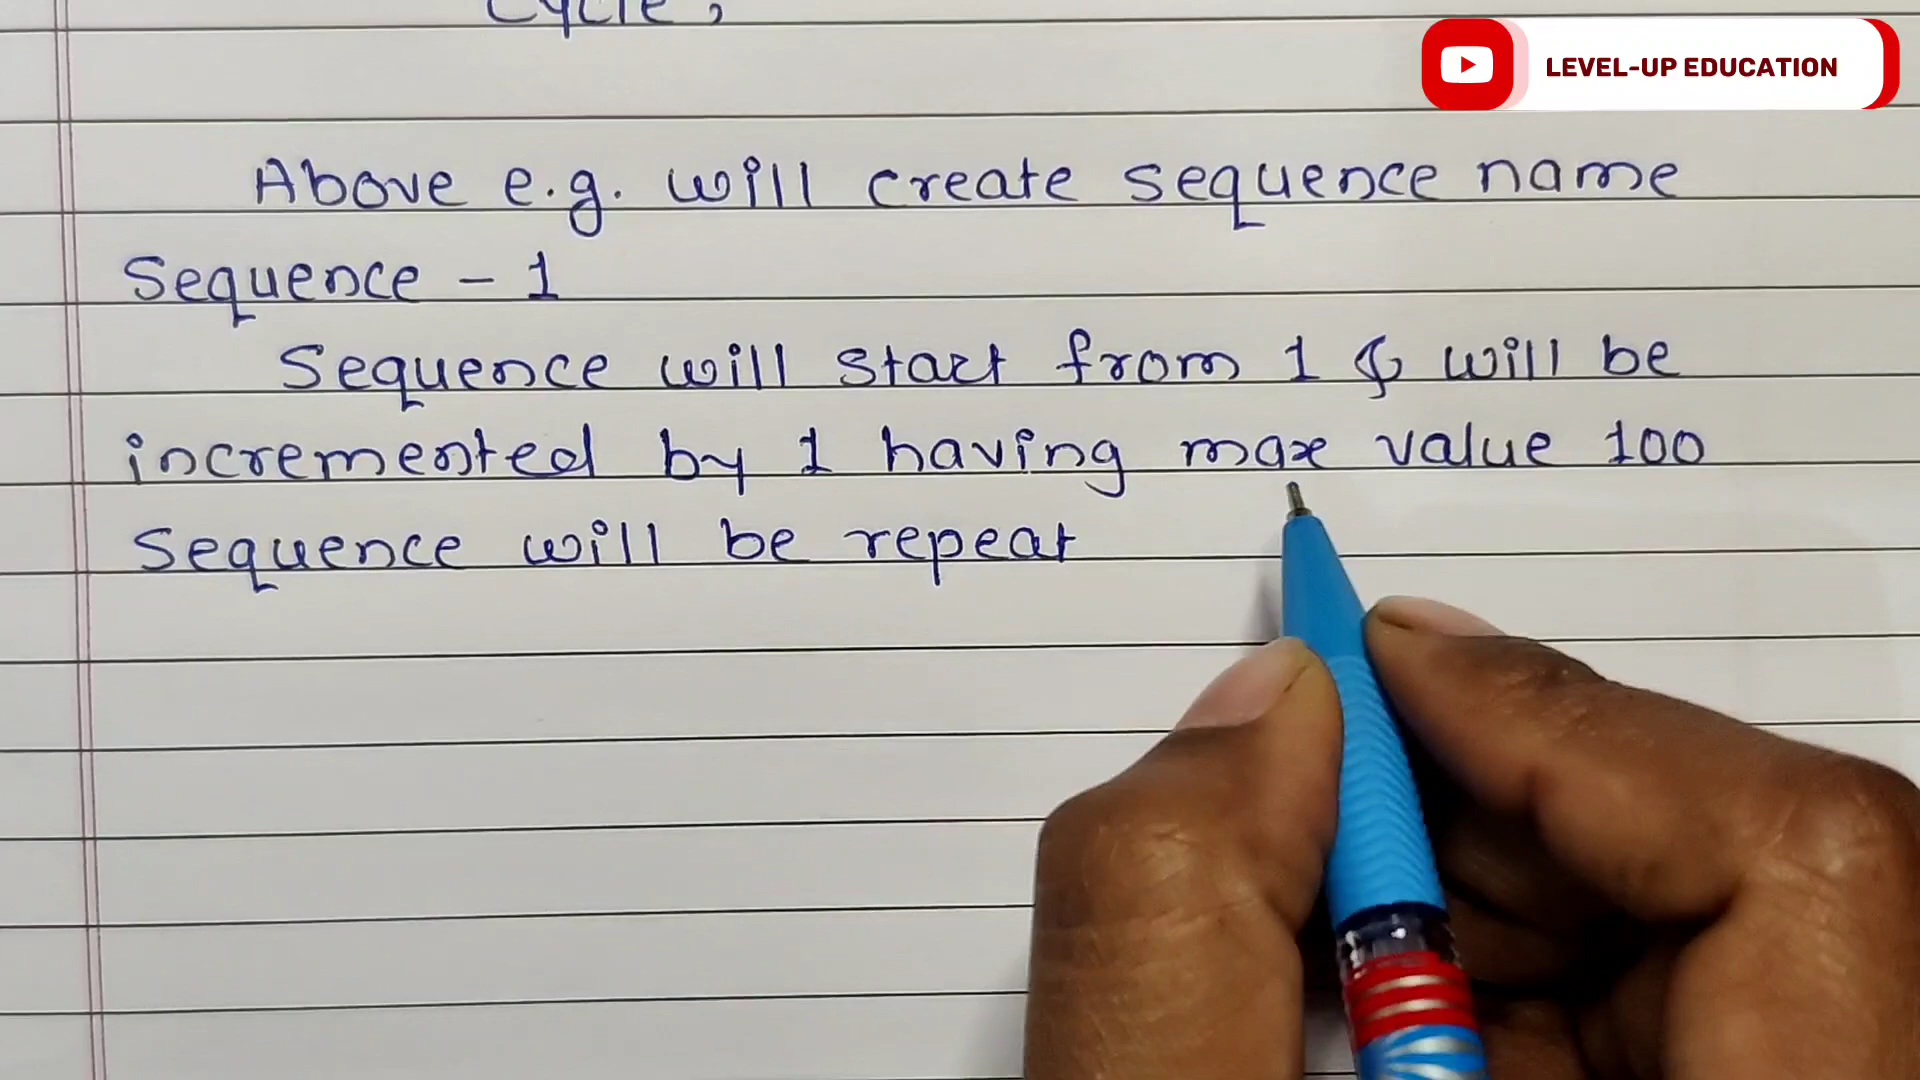 Cycle;
LEVEL-UP EDUCATION
Above e.g. will create sequence name
Sequence - 1
Sequence will start from 1 & will be
incremented by 1 having max value 100
Sequence will be repeat